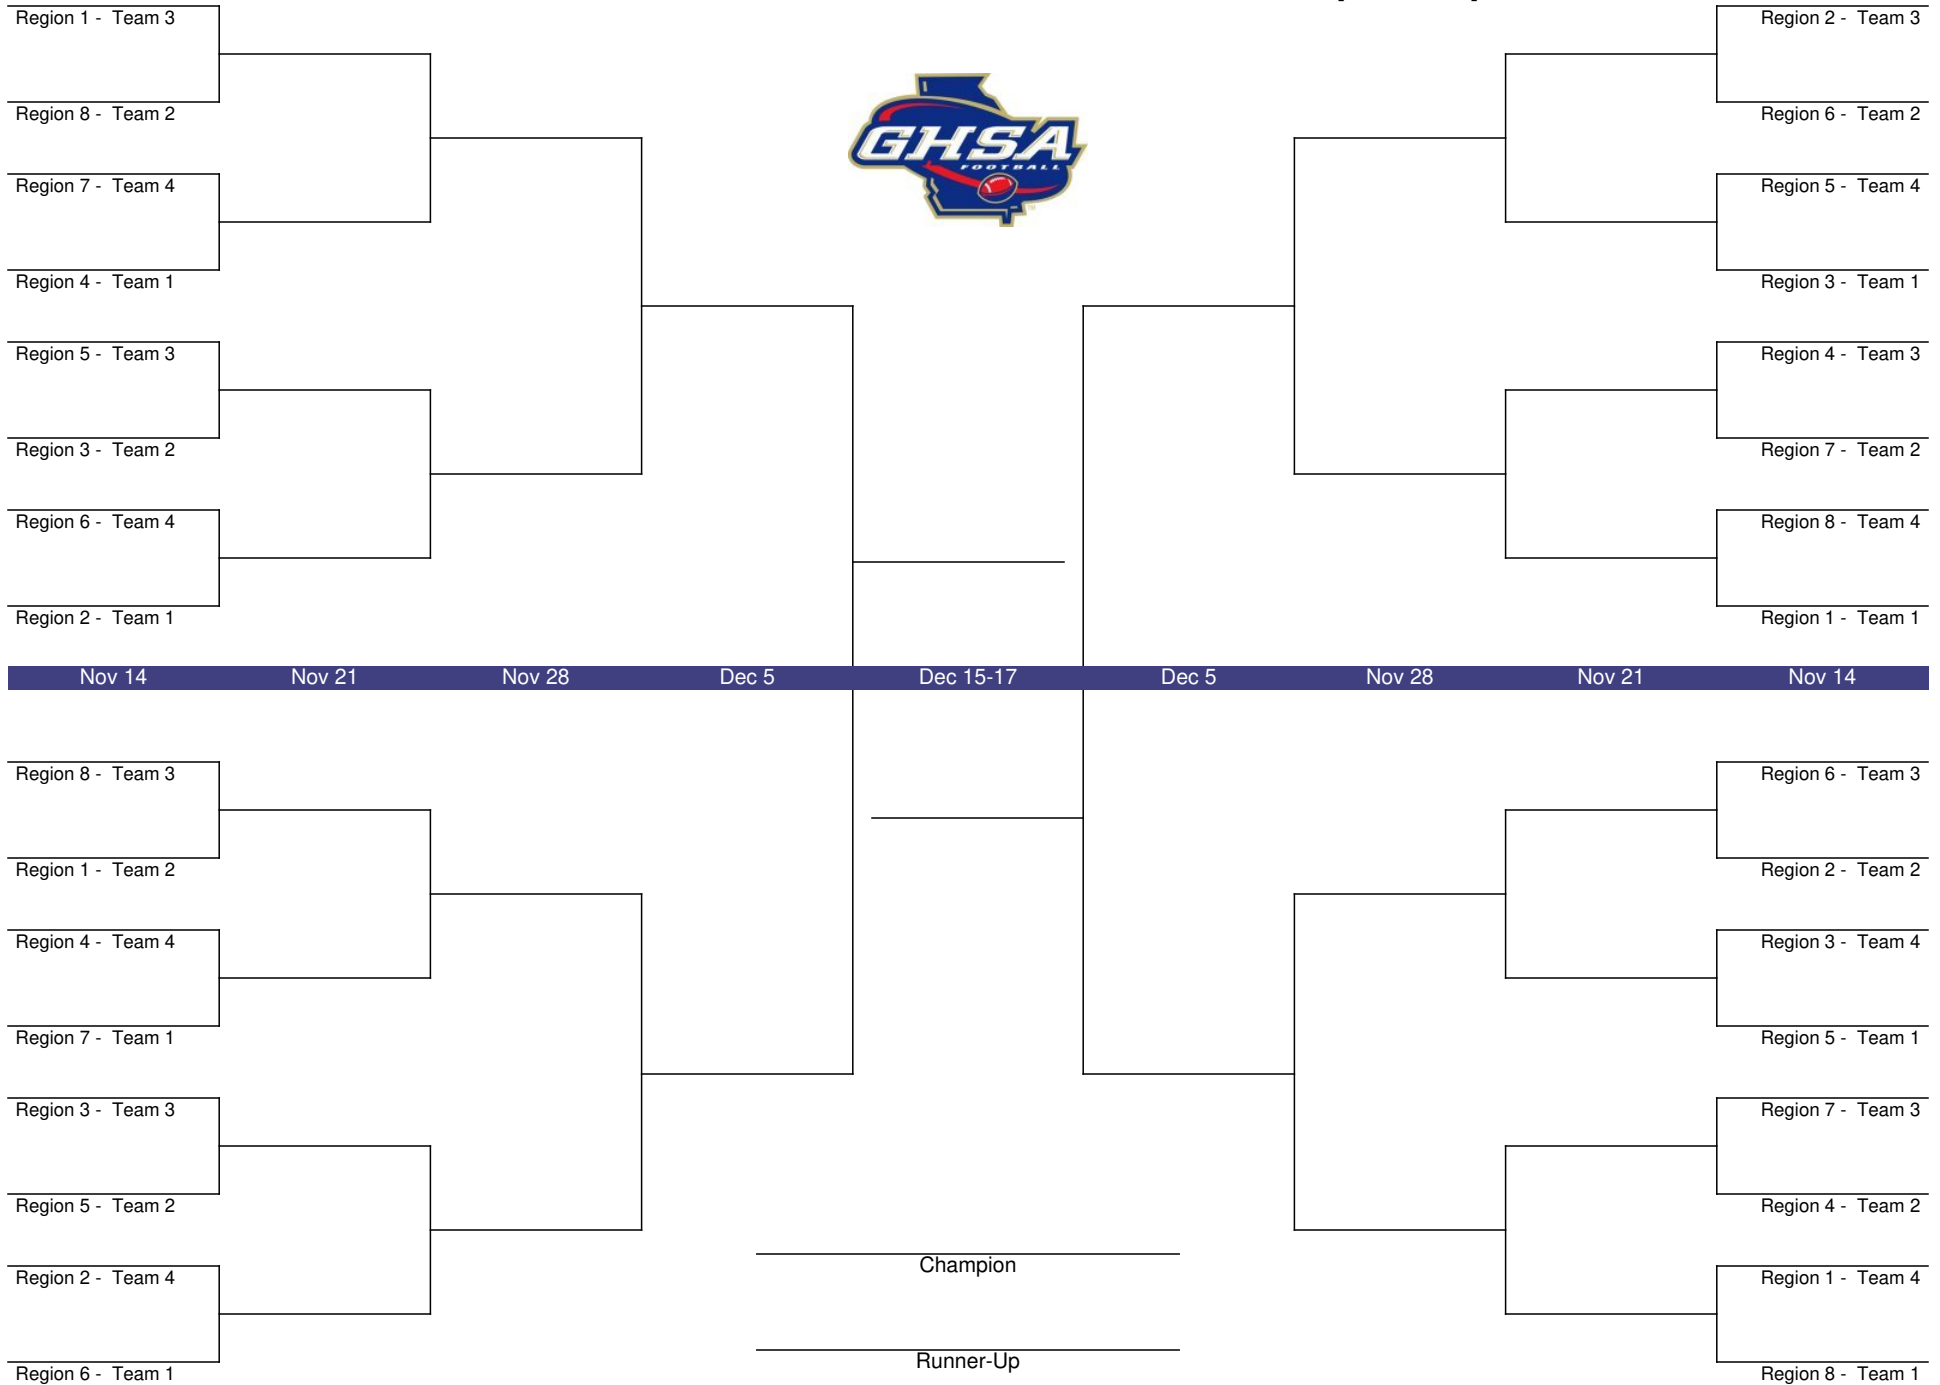 Region 1 - Team 3
Region 8 - Team 2
Region 7 - Team 4
Region 4 - Team 1
Region 5 - Team 3
Region 3 - Team 2
Region 6 - Team 4
Region 2 - Team 1
GHSA
FOOTBALL
Region 2 - Team 3
Region 6 - Team 2
Region 5 - Team 4
Region 3 - Team 1
Region 4 - Team 3
Region 7 - Team 2
Region 8 - Team 4
Region 1 - Team 1
Nov 14 Nov 21 Nov 28 Dec 5 Dec 15-17 Dec 5 Nov 28 Nov 21 Nov 14
Region 8 - Team 3
Region 1 - Team 2
Region 4 - Team 4
Region 7 - Team 1
Region 3 - Team 3
Region 5 - Team 2
Region 2 - Team 4
Region 6 - Team 1
Champion
Runner-Up
Region 6 - Team 3
Region 2 - Team 2
Region 3 - Team 4
Region 5 - Team 1
Region 7 - Team 3
Region 4 - Team 2
Region 1 - Team 4
Region 8 - Team 1